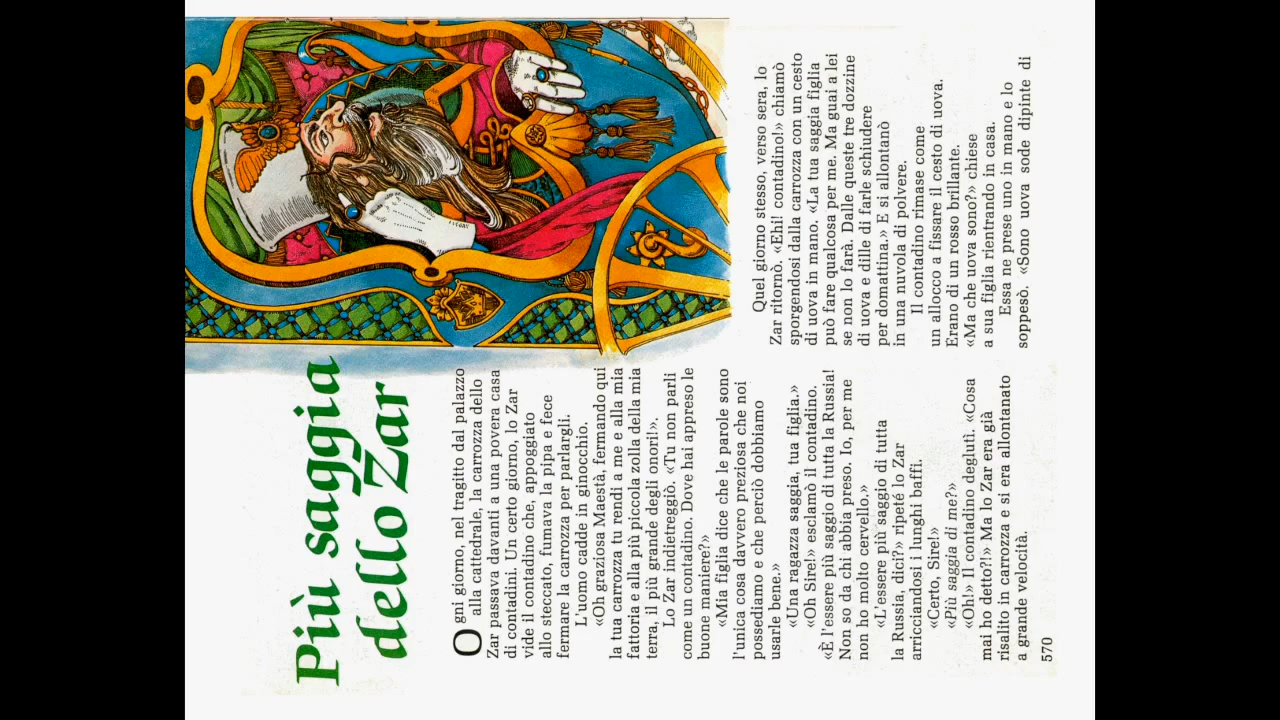 Più saggia
dello Zar
Ogni giorno, nel tragitto dal palazzo
alla cattedrale, la carrozza dello
Zar passava davanti a una povera casa
di contadini. Un certo giorno, lo Zar
vide il contadino che, appoggiato
allo steccato, fumava la pipa e fece
fermare la carrozza per parlargli.
L'uomo cadde in ginocchio.
«Oh graziosa Maestà, fermando qui
la tua carrozza tu rendi a me e alla mia
fattoria e alla più piccola zolla della mia
terra, il più grande degli onori!».
Lo Zar indietreggiò. «Tu non parli
come un contadino. Dove hai appreso le
buone maniere?»
«Mia figlia dice che le parole sono
l'unica cosa davvero preziosa che noi
possediamo e che perciò dobbiamo
usarle bene.»
«Una ragazza saggia, tua figlia.»
«Oh Sire!» esclamò il contadino.
«È l'essere più saggio di tutta la Russia!
Non so da chi abbia preso. Io, per me
non ho molto cervello.»
«L'essere più saggio di tutta
la Russia, dici?» ripeté lo Zar
arricciandosi i lunghi baffi.
«Certo, Sire!»
«Più saggia di me?»
«Oh!» Il contadino deglutì. «Cosa
mai ho detto?!» Ma lo Zar era già
risalito in carrozza e si era allontanato
a grande velocità.
570
Quel giorno stesso, verso sera, lo
Zar ritornò. «Ehi! contadino!» chiamò
sporgendosi dalla carrozza con un cesto
di uova in mano. «La tua saggia figlia
può fare qualcosa per me. Ma guai a lei
se non lo farà. Dalle queste tre dozzine
di uova e dille di farle schiudere
per domattina.» E si allontanò
in una nuvola di polvere.
Il contadino rimase come
un allocco a fissare il cesto di uova.
Erano di un rosso brillante.
«Ma che uova sono?» chiese
a sua figlia rientrando in casa.
Essa ne prese uno in mano e lo
soppesò. «Sono uova sode dipinte di